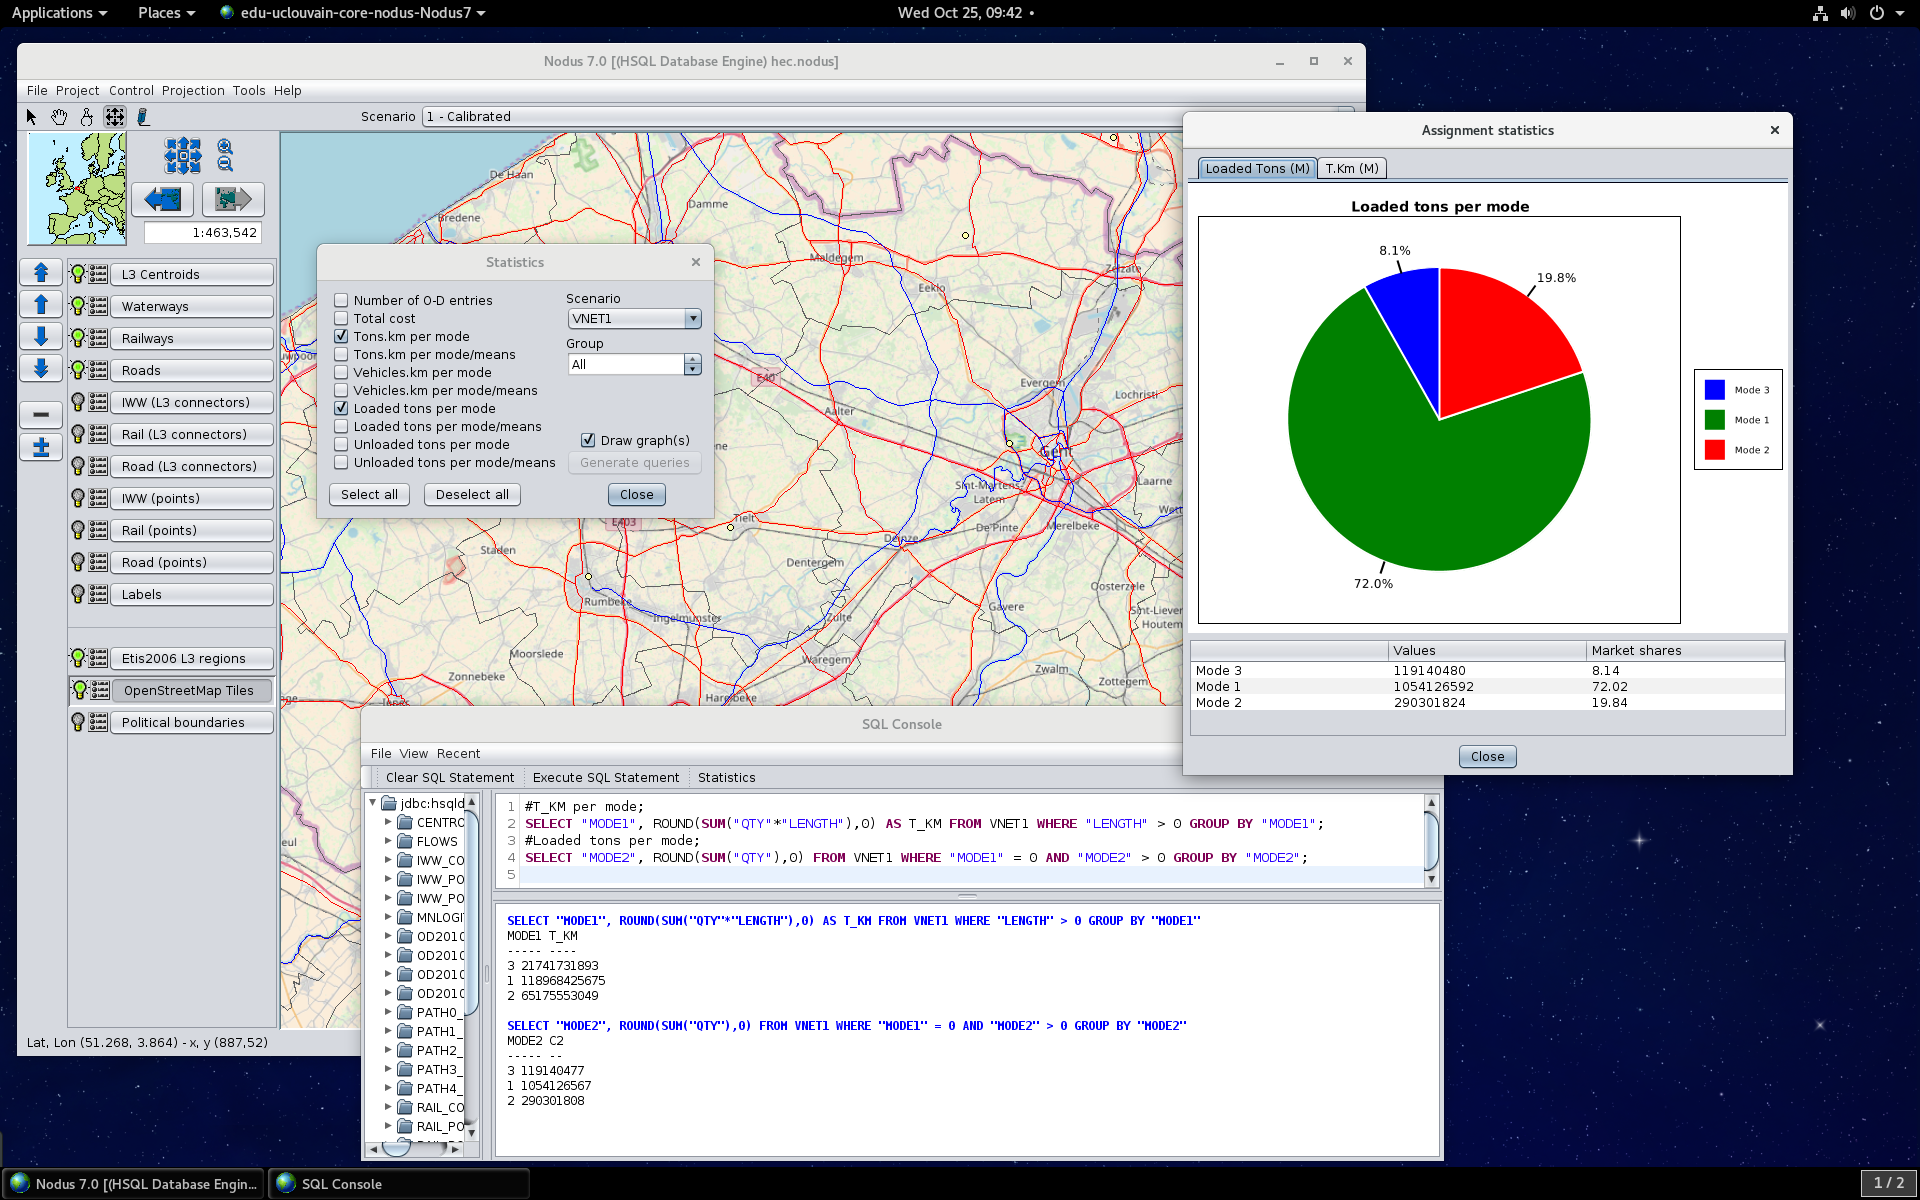 Applications Places edu-uclouvain-core-nodus-Nodus7 Wed Oct 25, 09:42
Nodus 7.0 [(HSQL Database Engine) hec.nodus]
File Project Control Projection Tools Help
Scenario 1 - Calibrated
1:463,542
L3 Centroids
Waterways
Railways
Roads
IWW (L3 connectors)
Rail (L3 connectors)
Road (L3 connectors)
IWW (points)
Rail (points)
Road (points)
Labels
Etis2006 L3 regions
OpenStreetMap Tiles
Political boundaries
Lat, Lon (51.268, 3.864) - x, y (887,52)
De Haan
Bredene
Damme
Maldegem
Eeklo
Zelzate
E40
Aalter
Evergem
Lochristi
Gent
Sint-Martens-
Latem
Laarne
De Pinte
Merelbeke
E403
Tielt
Deinze
Staden
Dentergem
Oosterzele
Rumbeke
Ingelmunster
Zulte
Gavere
Sint-Lieven
Houtem
Moorslede
Waregem
Zonnebeke
Zwalm
Zottegem
Harelbeke
Statistics
Number of O-D entries
Total cost
Tons.km per mode
Tons.km per mode/means
Vehicles.km per mode
Vehicles.km per mode/means
Loaded tons per mode
Loaded tons per mode/means
Unloaded tons per mode
Unloaded tons per mode/means
Scenario
VNET1
Group
All
Draw graph(s)
Generate queries
Select all Deselect all Close
Assignment statistics
Loaded Tons (M) T.Km (M)
Loaded tons per mode
8.1%
19.8%
72.0%
Mode 3
Mode 1
Mode 2
Values Market shares
Mode 3 119140480 8.14
Mode 1 1054126592 72.02
Mode 2 290301824 19.84
Close
SQL Console
File View Recent
Clear SQL Statement Execute SQL Statement Statistics
jdbc:hsqld
CENTRO
FLOWS
IWW_CO
IWW_PO
IWW_PO
MNLOGI
OD2010
OD2010
OD2010
OD2010
PATH0_
PATH1_
PATH2_
PATH3_
PATH4_
RAIL_CO
RAIL_PO
1 #T_KM per mode;
2 SELECT "MODE1", ROUND(SUM("QTY"*"LENGTH"),0) AS T_KM FROM VNET1 WHERE "LENGTH" > 0 GROUP BY "MODE1";
3 #Loaded tons per mode;
4 SELECT "MODE2", ROUND(SUM("QTY"),0) FROM VNET1 WHERE "MODE1" = 0 AND "MODE2" > 0 GROUP BY "MODE2";
5
SELECT "MODE1", ROUND(SUM("QTY"*"LENGTH"),0) AS T_KM FROM VNET1 WHERE "LENGTH" > 0 GROUP BY "MODE1"
MODE1 T_KM
----- ----
3 21741731893
1 118968425675
2 65175553049
SELECT "MODE2", ROUND(SUM("QTY"),0) FROM VNET1 WHERE "MODE1" = 0 AND "MODE2" > 0 GROUP BY "MODE2"
MODE2 C2
----- --
3 119140477
1 1054126567
2 290301808
Nodus 7.0 [(HSQL Database Engin... SQL Console 1 / 2